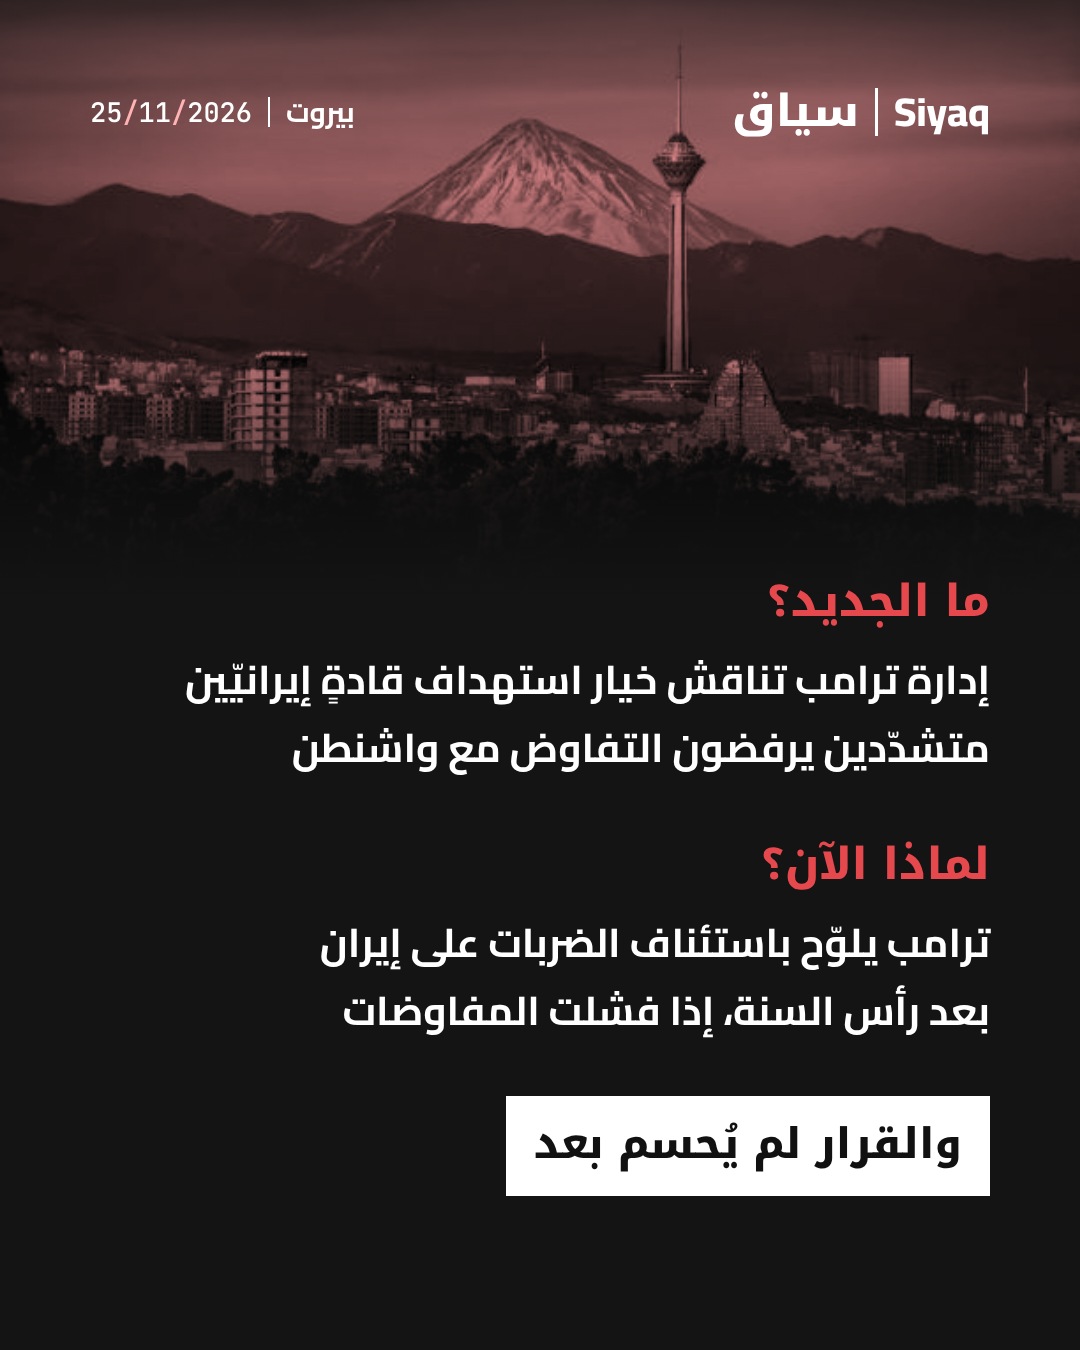 Siyaq | سياق
بيروت | 25/11/2026
ما الجديد؟
إدارة ترامب تناقش خيار استهداف قادةٍ إيرانيّين
متشدّدين يرفضون التفاوض مع واشنطن
لماذا الآن؟
ترامب يلوّح باستئناف الضربات على إيران
بعد رأس السنة، إذا فشلت المفاوضات
والقرار لم يُحسم بعد